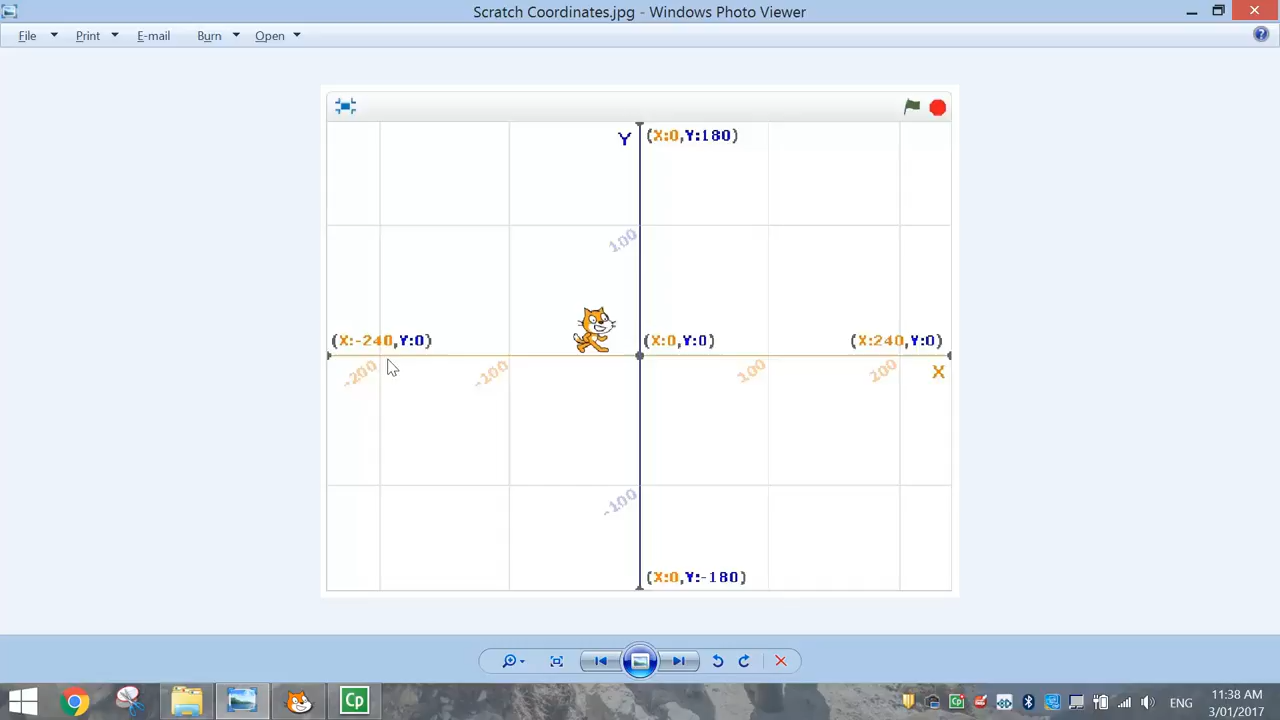 Scratch Coordinates.jpg - Windows Photo Viewer
File Print E-mail Burn Open
Y (X:0,Y:180)
100
(X:-240,Y:0) (X:0,Y:0) (X:240,Y:0)
-200 -100 100 200 X
-100
(X:0,Y:-180)
Cp ENG 11:38 AM
3/01/2017